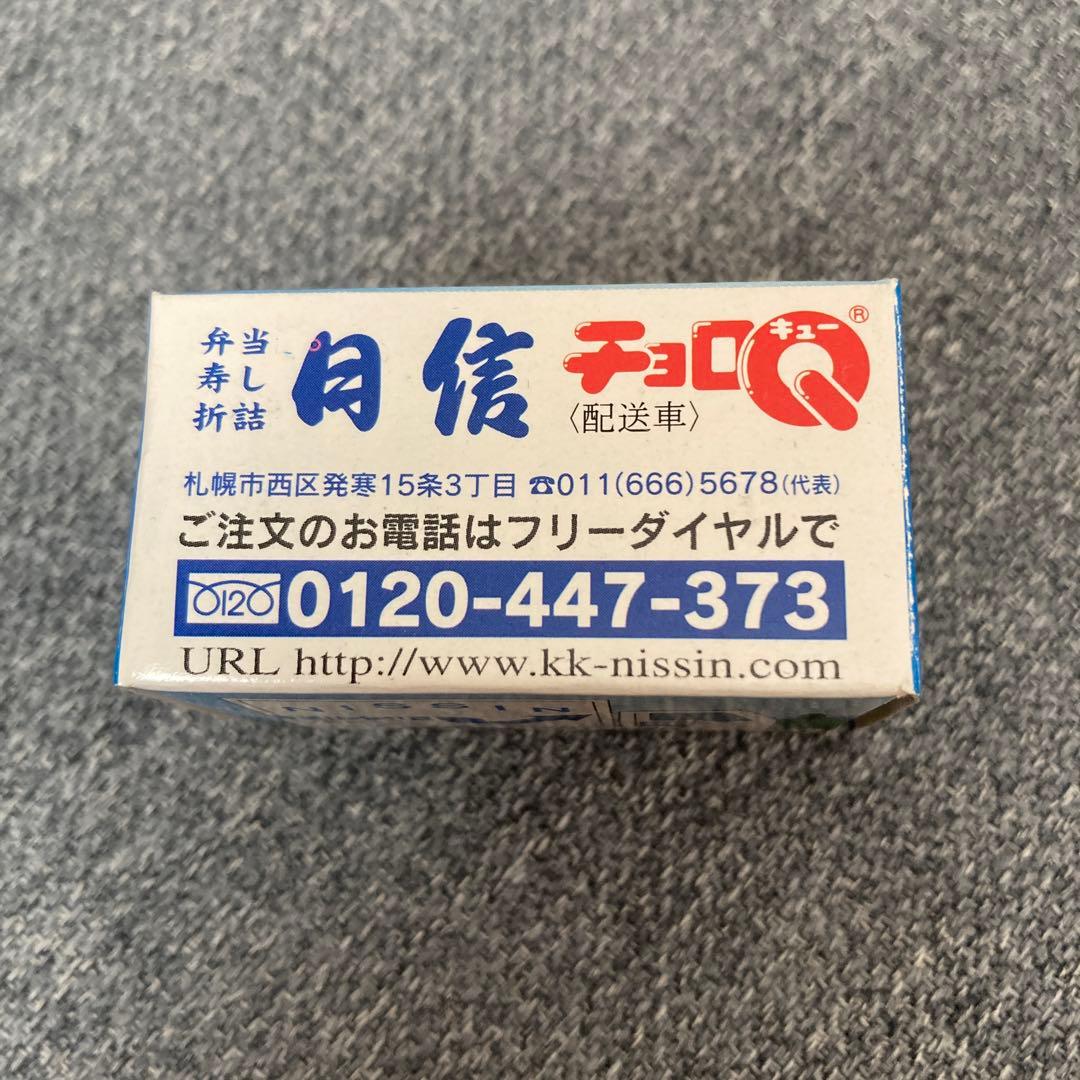 弁当
寿し
折詰
日信
チョロQ
キュー
®
〈配送車〉
札幌市西区発寒15条3丁目 ☎011(666)5678(代表)
ご注文のお電話はフリーダイヤルで
0120 0120-447-373
URL http://www.kk-nissin.com
NISSIN